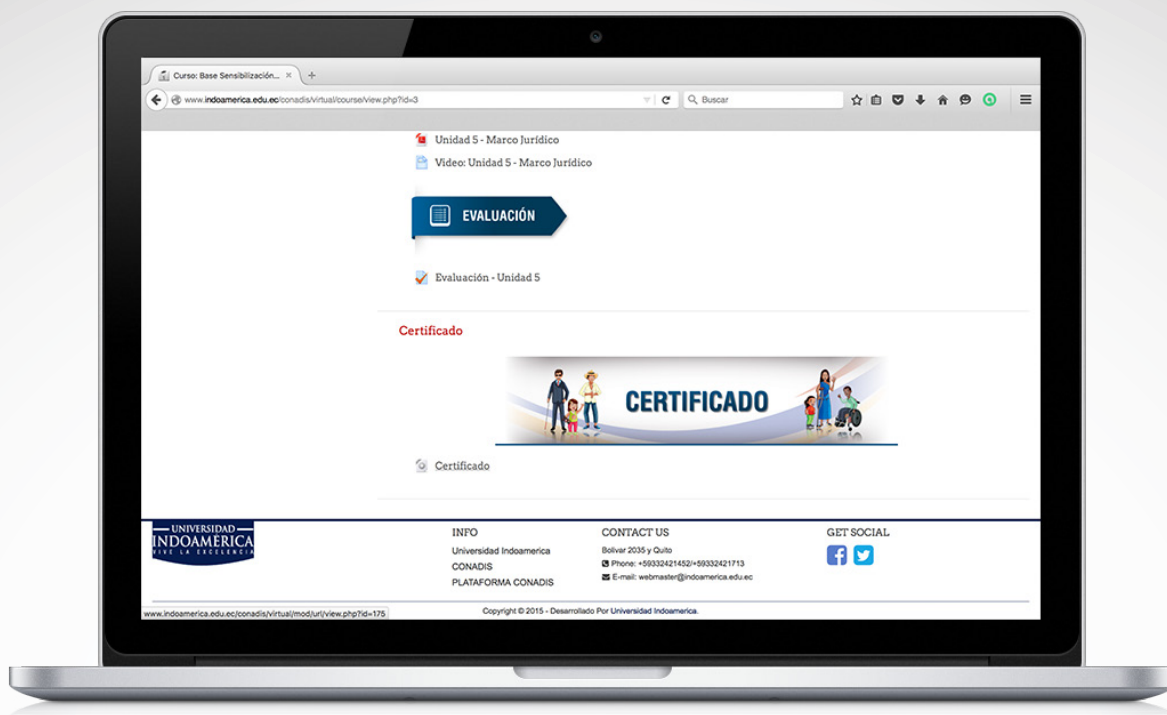 Curso: Base Sensibilización...
www.indoamerica.edu.ec/conadis/virtual/course/view.php?id=3
Buscar
Unidad 5 - Marco Jurídico
Video: Unidad 5 - Marco Jurídico
EVALUACIÓN
Evaluación - Unidad 5
Certificado
CERTIFICADO
Certificado
UNIVERSIDAD
INDOAMÉRICA
VIVE LA EXCELENCIA
INFO
Universidad Indoamerica
CONADIS
PLATAFORMA CONADIS
CONTACT US
Bolivar 2035 y Quito
Phone: +59332421452/+59332421713
E-mail: webmaster@indoamerica.edu.ec
GET SOCIAL
www.indoamerica.edu.ec/conadis/virtual/mod/url/view.php?id=175
Copyright © 2015 - Desarrollado Por Universidad Indoamerica.